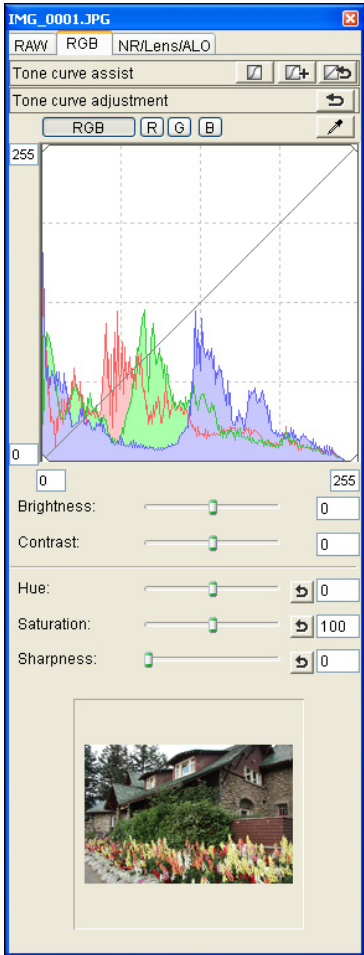 IMG_0001.JPG
RAW RGB NR/Lens/ALO
Tone curve assist
Tone curve adjustment
RGB R G B
255
0
0 255
Brightness: 0
Contrast: 0
Hue: 0
Saturation: 100
Sharpness: 0